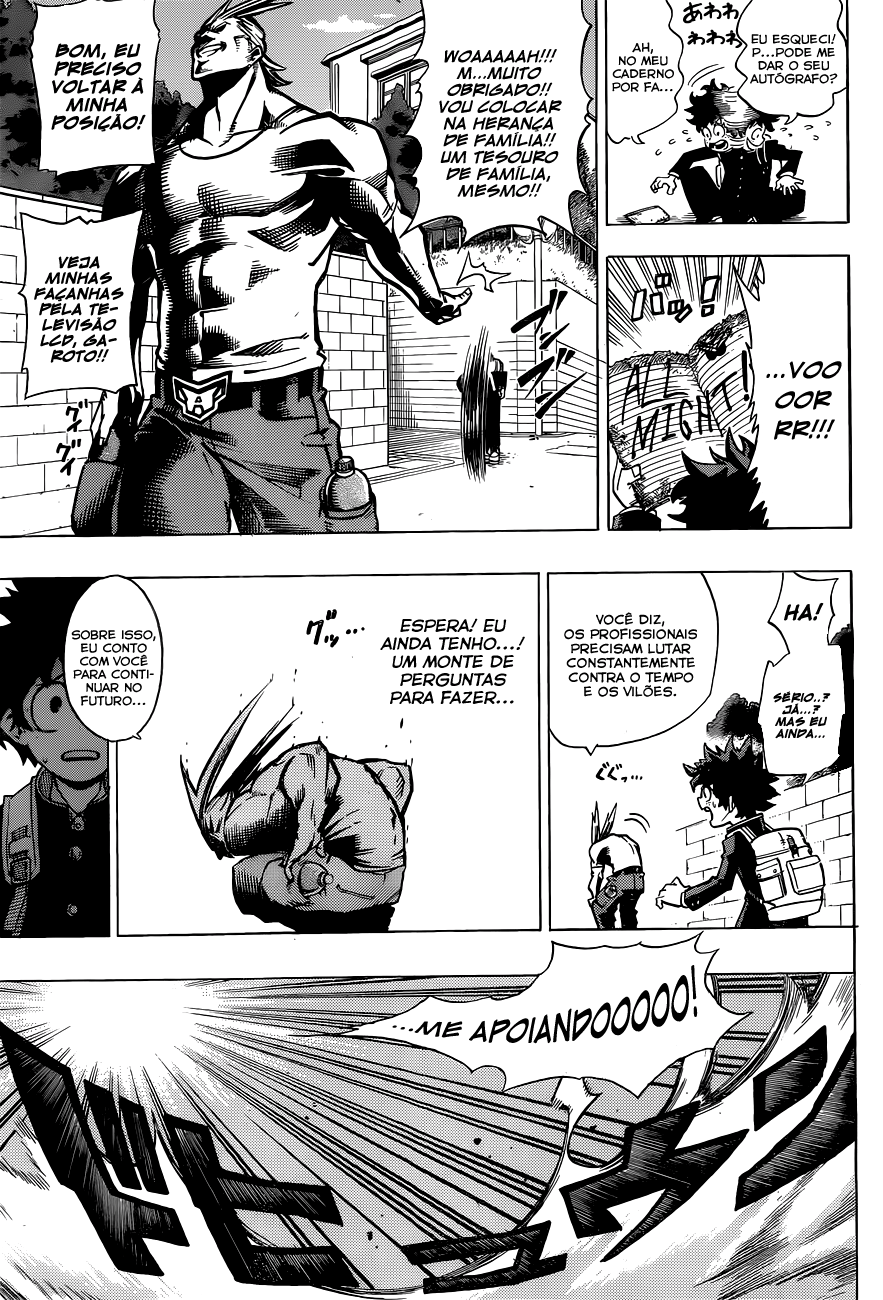 あわわ
わわわ
EU ESQUECI!
P...PODE ME
DAR O SEU
AUTÓGRAFO?
AH,
NO MEU
CADERNO
POR FA...
...VOO
OOR
RR!!!
ALL
MIGHT!
WOAAAAAH!!!
M...MUITO
OBRIGADO!!
VOU COLOCAR
NA HERANÇA
DE FAMÍLIA!!
UM TESOURO
DE FAMÍLIA,
MESMO!!
BOM, EU
PRECISO
VOLTAR À
MINHA
POSIÇÃO!
VEJA
MINHAS
FAÇANHAS
PELA TE-
LEVISÃO
LCD, GA-
ROTO!!
グイ
グイ
HA!
SÉRIO..?
JÁ...?
MAS EU
AINDA...
VOCÊ DIZ,
OS PROFISSIONAIS
PRECISAM LUTAR
CONSTANTEMENTE
CONTRA O TEMPO
E OS VILÕES.
ぐぐっ...
ESPERA! EU
AINDA TENHO...!
UM MONTE DE
PERGUNTAS
PARA FAZER...
グッ...
SOBRE ISSO,
EU CONTO
COM VOCÊ
PARA CONTI-
NUAR NO
FUTURO...
...ME APOIANDOOOOO!